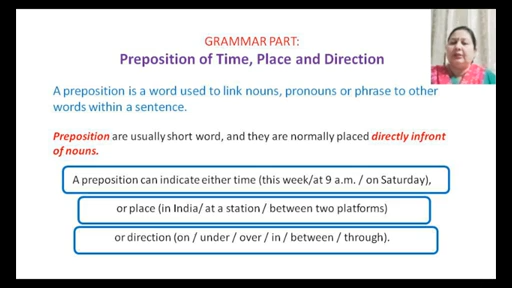 GRAMMAR PART:
Preposition of Time, Place and Direction
A preposition is a word used to link nouns, pronouns or phrase to other
words within a sentence.
Preposition are usually short word, and they are normally placed directly infront
of nouns.
A preposition can indicate either time (this week/at 9 a.m. / on Saturday),
or place (in India/ at a station / between two platforms)
or direction (on / under / over / in / between / through).